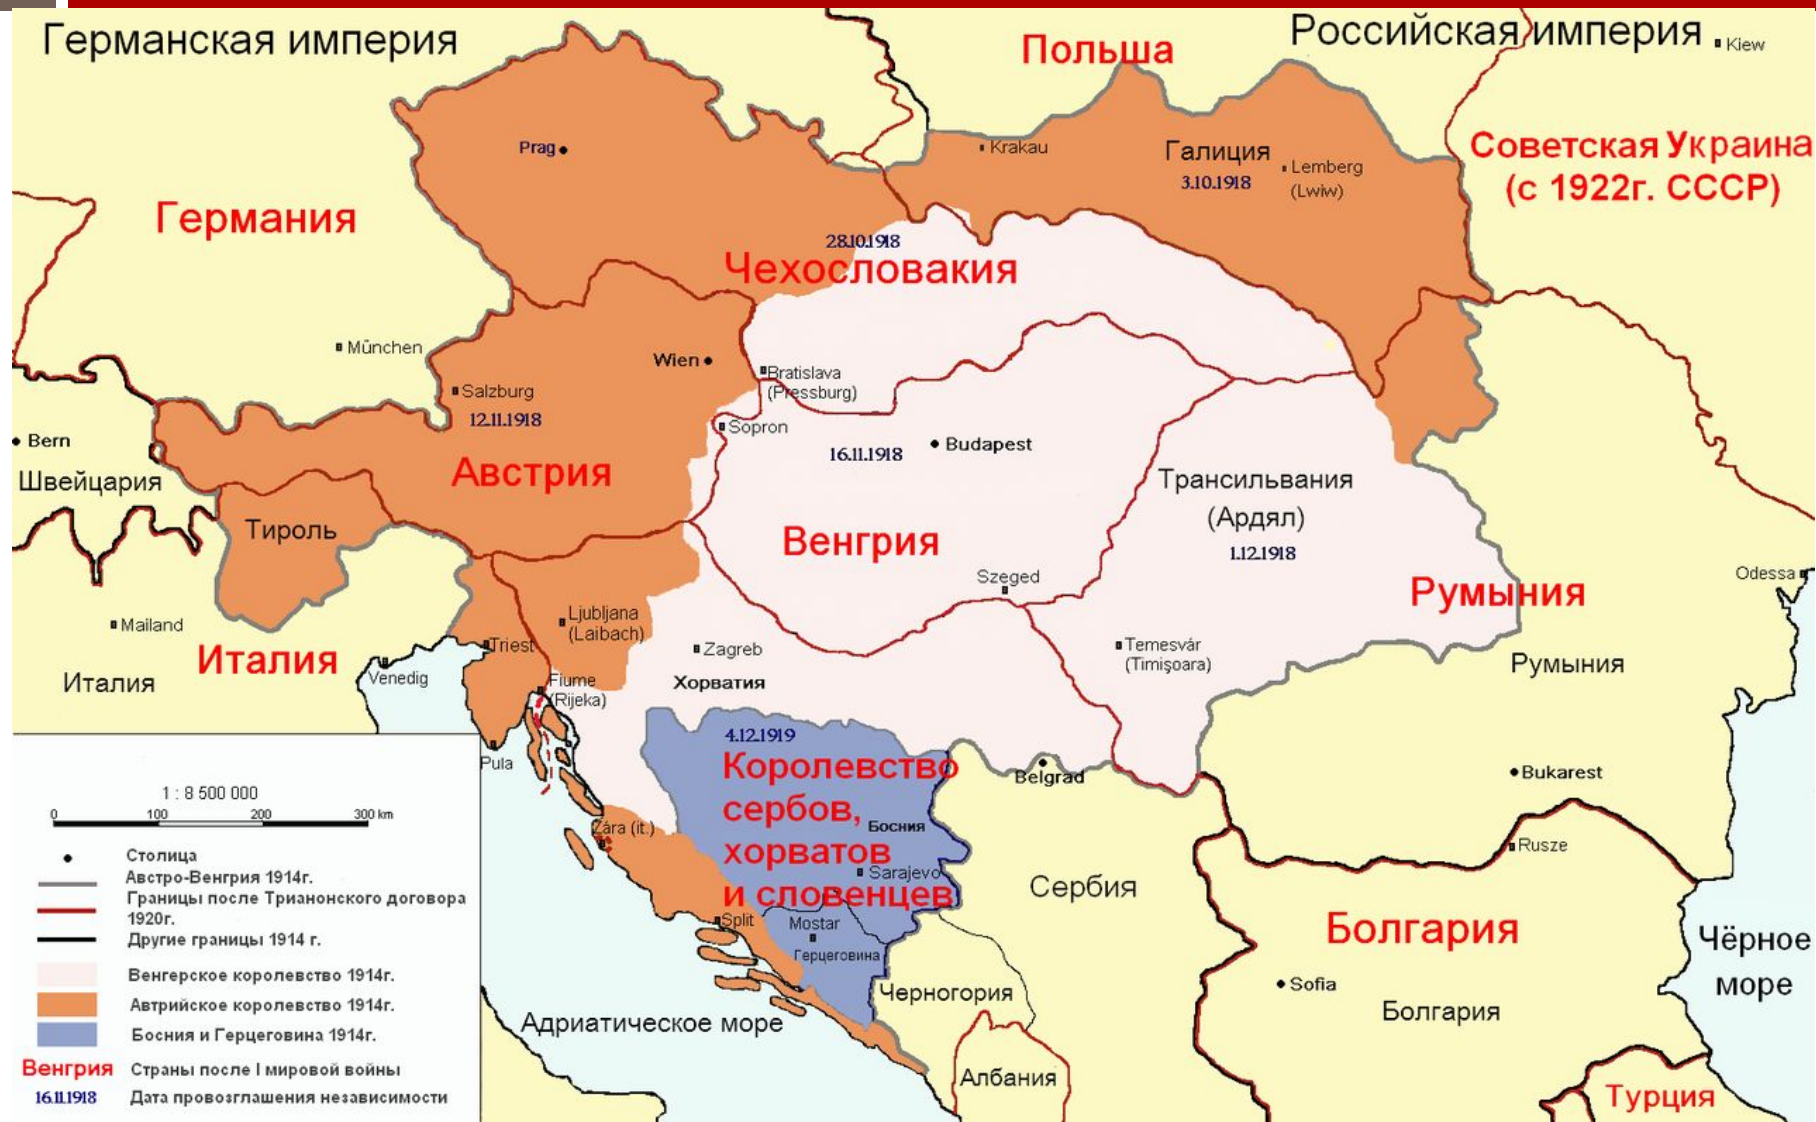 Германская империя
Польша
Российская империя
Kiew
Prag
Krakau
Галиция
3.10.1918
Lemberg
(Lwiw)
Советская Украина
(с 1922г. СССР)
Германия
28.10.1918
Чехословакия
München
Wien
Bratislava
(Pressburg)
Salzburg
12.11.1918
Sopron
Bern
Budapest
16.11.1918
Австрия
Швейцария
Трансильвания
(Ардял)
1.12.1918
Тироль
Венгрия
Szeged
Румыния
Odessa
Mailand
Ljubljana
(Laibach)
Triest
Италия
Италия
Venedig
Zagreb
Хорватия
Temesvár
(Timişoara)
Румыния
Fiume
(Rijeka)
Pula
4.12.1919
Королевство
сербов,
хорватов
и словенцев
Belgrad
Bukarest
Zára (it.)
Босния
Sarajevo
Сербия
Rusze
Split
Mostar
Герцеговина
Болгария
Чёрное
море
Черногория
Sofia
Болгария
Адриатическое море
Албания
Турция
1 : 8 500 000
0 100 200 300 km
Столица
Австро-Венгрия 1914г.
Границы после Трианонского договора
1920г.
Другие границы 1914 г.
Венгерское королевство 1914г.
Автрийское королевство 1914г.
Босния и Герцеговина 1914г.
Венгрия Страны после I мировой войны
16.11.1918 Дата провозглашения независимости